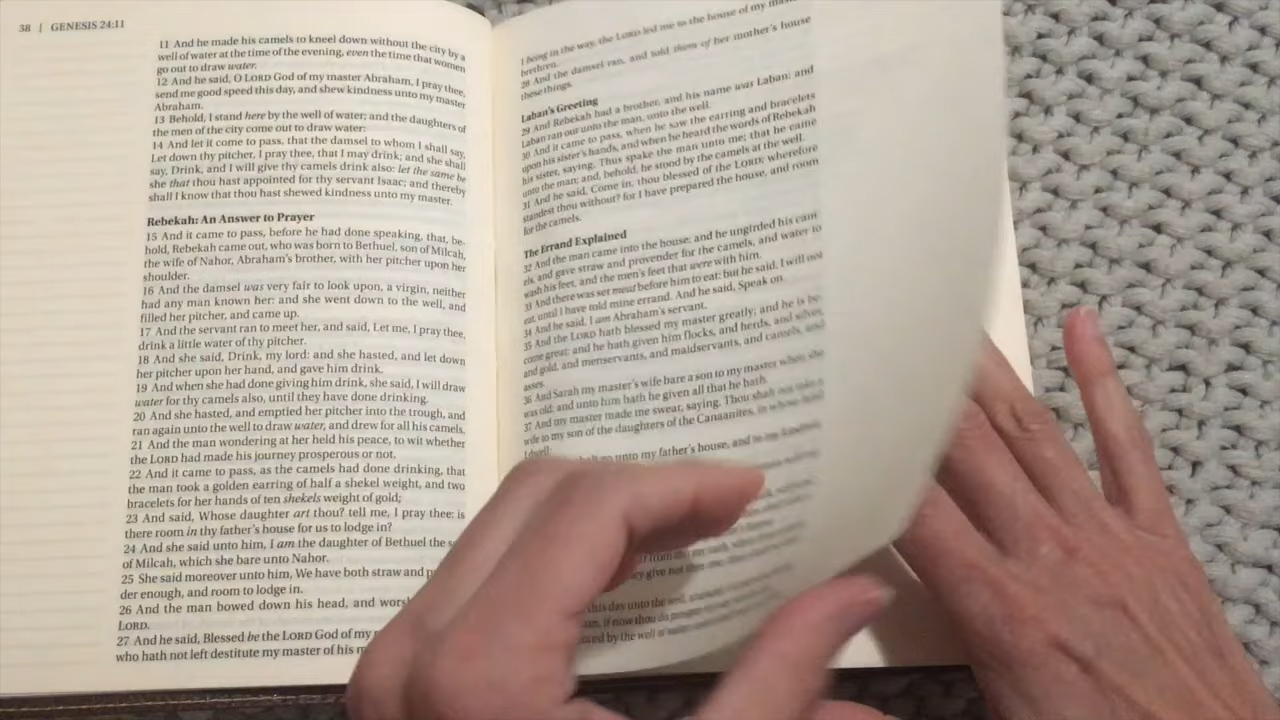 38 | GENESIS 24:11
11 And he made his camels to kneel down without the city by a
well of water at the time of the evening, even the time that women
go out to draw water.
12 And he said, O LORD God of my master Abraham, I pray thee,
send me good speed this day, and shew kindness unto my master
Abraham.
13 Behold, I stand here by the well of water; and the daughters of
the men of the city come out to draw water:
14 And let it come to pass, that the damsel to whom I shall say,
Let down thy pitcher, I pray thee, that I may drink; and she shall
say, Drink, and I will give thy camels drink also: let the same be
she that thou hast appointed for thy servant Isaac; and thereby
shall I know that thou hast shewed kindness unto my master.
Rebekah: An Answer to Prayer
15 And it came to pass, before he had done speaking, that, be-
hold, Rebekah came out, who was born to Bethuel, son of Milcah,
the wife of Nahor, Abraham's brother, with her pitcher upon her
shoulder.
16 And the damsel was very fair to look upon, a virgin, neither
had any man known her: and she went down to the well, and
filled her pitcher, and came up.
17 And the servant ran to meet her, and said, Let me, I pray thee,
drink a little water of thy pitcher.
18 And she said, Drink, my lord: and she hasted, and let down
her pitcher upon her hand, and gave him drink.
19 And when she had done giving him drink, she said, I will draw
water for thy camels also, until they have done drinking.
20 And she hasted, and emptied her pitcher into the trough, and
ran again unto the well to draw water, and drew for all his camels.
21 And the man wondering at her held his peace, to wit whether
the LORD had made his journey prosperous or not.
22 And it came to pass, as the camels had done drinking, that
the man took a golden earring of half a shekel weight, and two
bracelets for her hands of ten shekels weight of gold;
23 And said, Whose daughter art thou? tell me, I pray thee: is
there room in thy father's house for us to lodge in?
24 And she said unto him, I am the daughter of Bethuel the
of Milcah, which she bare unto Nahor.
25 She said moreover unto him, We have both straw and
der enough, and room to lodge in.
26 And the man bowed down his head, and
LORD.
27 And he said, Blessed be the LORD God of my
who hath not left destitute my master of his
I being in the way, the LORD led me to the house of my
brethren.
28 And the damsel ran, and told them of her mother's house
these things.
Laban's Greeting
29 And Rebekah had a brother, and his name was Laban: and
Laban ran out unto the man, unto the well.
30 And it came to pass, when he saw the earring and bracelets
upon his sister's hands, and when he heard the words of Rebekah
his sister, saying, Thus spake the man unto me; that he came
unto the man; and, behold, he stood by the camels at the well.
31 And he said, Come in, thou blessed of the LORD; wherefore
standest thou without? for I have prepared the house, and room
for the camels.
The Errand Explained
32 And the man came into the house: and he ungirded his cam
els, and gave straw and provender for the camels, and water to
wash his feet, and the men's feet that were with him.
33 And there was set meat before him to eat: but he said, I will not
eat, until I have told mine errand. And he said, Speak on.
34 And he said, I am Abraham's servant.
35 And the LORD hath blessed my master greatly; and he is be-
come great: and he hath given him flocks, and herds, and silver,
and gold, and menservants, and maidservants, and camels, and
asses.
36 And Sarah my master's wife bare a son to my master when she
was old: and unto him hath he given all that he hath.
37 And my master made me swear, saying, Thou shalt not take a
wife to my son of the daughters of the Canaanites, in whose land
I dwell:
unto my father's house, and to my kindred,
give not thee one
this day unto the well,
if now thou do prosper
by the well of water